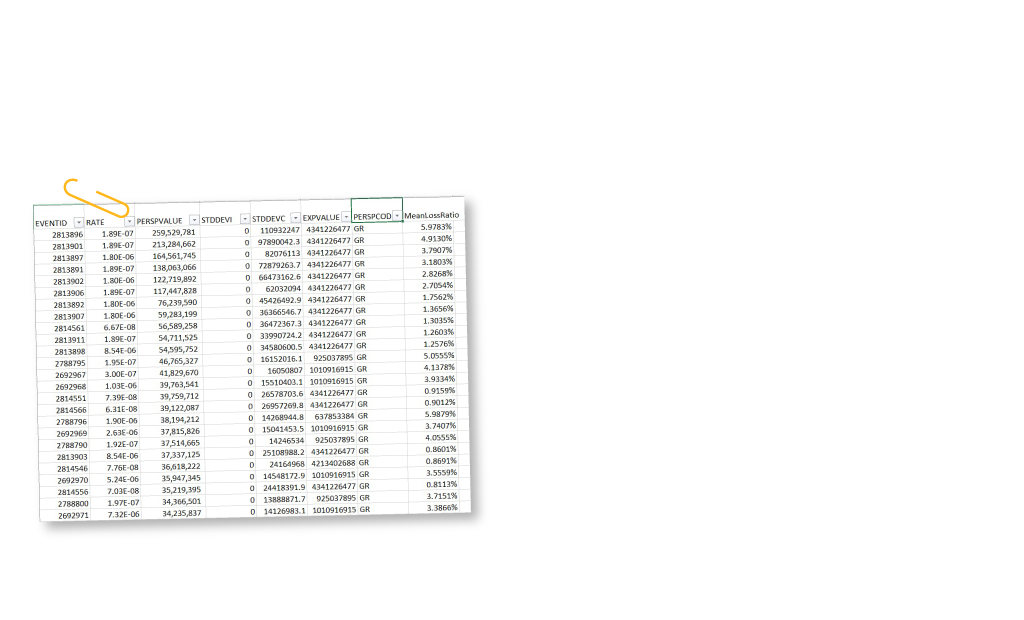 EVENTID RATE PERSPVALUE STDDEVI STDDEVC EXPVALUE PERSPCOD MeanLossRatio
2813896 1.89E-07 259,529,781 0 110932247 4341226477 GR 5.9783%
2813901 1.89E-07 213,284,662 0 97890042.3 4341226477 GR 4.9130%
2813897 1.80E-06 164,561,745 0 82076113 4341226477 GR 3.7907%
2813891 1.89E-07 138,063,066 0 72879263.7 4341226477 GR 3.1803%
2813902 1.80E-06 122,719,892 0 66473162.6 4341226477 GR 2.8268%
2813906 1.89E-07 117,447,828 0 62032094 4341226477 GR 2.7054%
2813892 1.80E-06 76,239,590 0 45426492.9 4341226477 GR 1.7562%
2813907 1.80E-06 59,283,199 0 36366546.7 4341226477 GR 1.3656%
2814561 6.67E-08 56,589,258 0 36472367.3 4341226477 GR 1.3035%
2813911 1.89E-07 54,711,525 0 33990724.2 4341226477 GR 1.2603%
2813898 8.54E-06 54,595,752 0 34580600.5 4341226477 GR 1.2576%
2788795 1.95E-07 46,765,327 0 16152016.1 925037895 GR 5.0555%
2692967 3.00E-07 41,829,670 0 16050807 1010916915 GR 4.1378%
2692968 1.03E-06 39,763,541 0 15510403.1 1010916915 GR 3.9334%
2814551 7.39E-08 39,759,712 0 26578703.6 4341226477 GR 0.9159%
2814566 6.31E-08 39,122,087 0 26957269.8 4341226477 GR 0.9012%
2788796 1.90E-06 38,194,212 0 14268944.8 637853384 GR 5.9879%
2692969 2.63E-06 37,815,826 0 15041453.5 1010916915 GR 3.7407%
2788790 1.92E-07 37,514,665 0 14246534 925037895 GR 4.0555%
2813903 8.54E-06 37,337,125 0 25108988.2 4341226477 GR 0.8601%
2814546 7.76E-08 36,618,222 0 24164968 4213402688 GR 0.8691%
2692970 5.24E-06 35,947,345 0 14548172.9 1010916915 GR 3.5559%
2814556 7.03E-08 35,219,395 0 24418391.9 4341226477 GR 0.8113%
2788800 1.97E-07 34,366,501 0 13888871.7 925037895 GR 3.7151%
2692971 7.32E-06 34,235,837 0 14126983.1 1010916915 GR 3.3866%